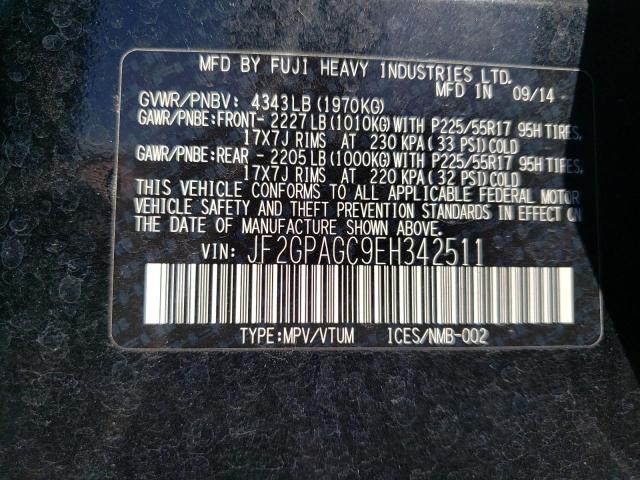 MFD BY FUJI HEAVY INDUSTRIES LTD.
MFD IN 09/14
GVWR/PNBV: 4343LB(1970KG)
GAWR/PNBE:FRONT- 2227LB(1010KG)WITH P225/55R17 95H TIRES,
17X7J RIMS AT 230 KPA(33 PSI)COLD
GAWR/PNBE:REAR - 2205LB(1000KG)WITH P225/55R17 95H TIRES,
17X7J RIMS AT 220 KPA(32 PSI)COLD
THIS VEHICLE CONFORMS TO ALL APPLICABLE FEDERAL MOTOR
VEHICLE SAFETY AND THEFT PREVENTION STANDARDS IN EFFECT ON
THE DATE OF MANUFACTURE SHOWN ABOVE.
VIN: JF2GPAGC9EH342511
TYPE:MPV/VTUM ICES/NMB-002